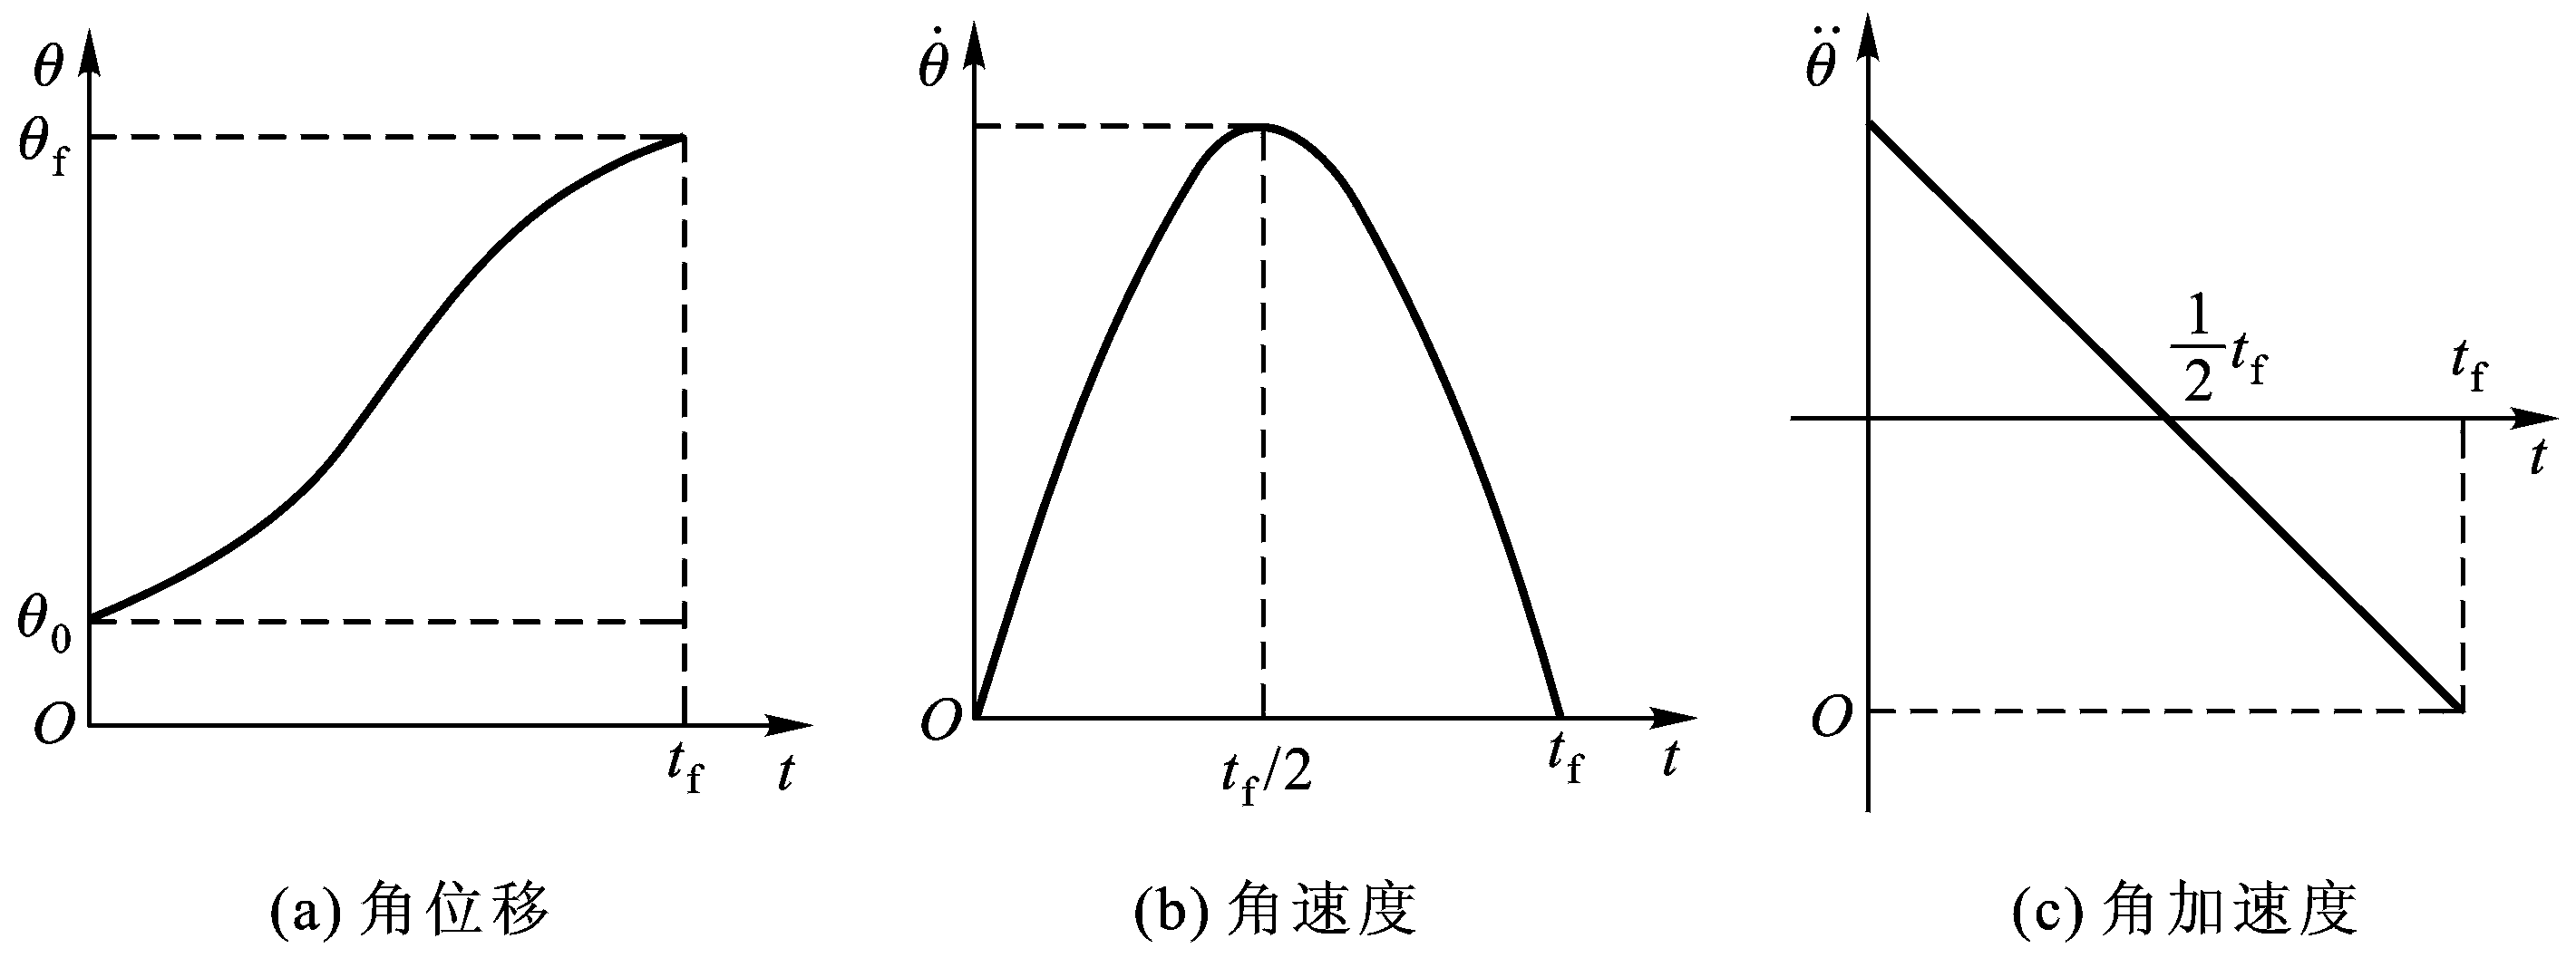 θ
θf
θ0
O
tf
t
(a) 角位移
θ̇
O
tf/2
tf
t
(b) 角速度
θ̈
1/2 tf
tf
t
O
(c) 角加速度